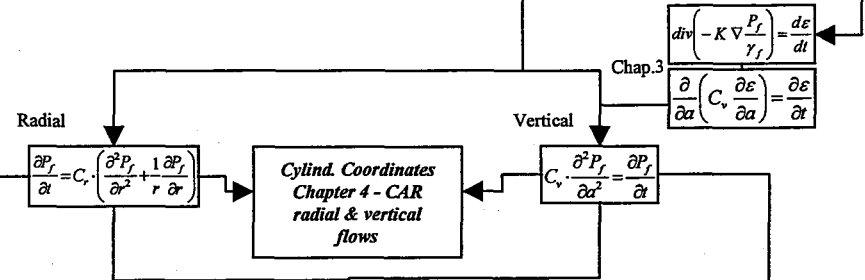 div(−K ∇ P_f/γ_f) = dε/dt
Chap.3
∂/∂a (C_v ∂ε/∂a) = ∂ε/∂t
Radial
Vertical
∂P_f/∂t = C_r · (∂²P_f/∂r² + 1/r ∂P_f/∂r)
Cylind. Coordinates
Chapter 4 - CAR
radial & vertical
flows
C_v · ∂²P_f/∂a² = ∂P_f/∂t